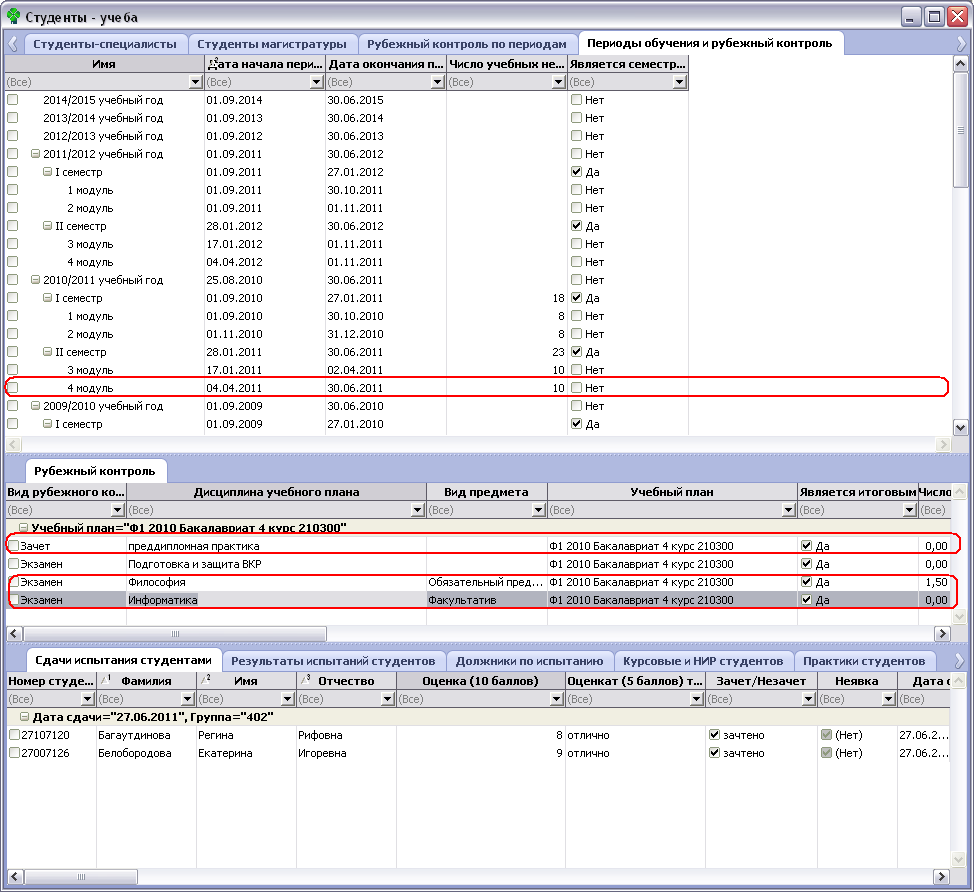 Студенты - учеба
Студенты-специалисты Студенты магистратуры Рубежный контроль по периодам Периоды обучения и рубежный контроль
Имя Дата начала пери... Дата окончания п... Число учебных не... Является семестр...
(Все) (Все) (Все) (Все) (Все)
2014/2015 учебный год 01.09.2014 30.06.2015 Нет
2013/2014 учебный год 01.09.2013 30.06.2014 Нет
2012/2013 учебный год 01.09.2012 30.06.2013 Нет
2011/2012 учебный год 01.09.2011 30.06.2012 Нет
I семестр 01.09.2011 27.01.2012 Да
1 модуль 01.09.2011 30.10.2011 Нет
2 модуль 01.09.2011 01.11.2011 Нет
II семестр 28.01.2012 30.06.2012 Да
3 модуль 17.01.2012 01.11.2011 Нет
4 модуль 04.04.2012 01.11.2011 Нет
2010/2011 учебный год 25.08.2010 30.06.2011 Нет
I семестр 01.09.2010 27.01.2011 18 Да
1 модуль 01.09.2010 30.10.2010 8 Нет
2 модуль 01.11.2010 31.12.2010 8 Нет
II семестр 28.01.2011 30.06.2011 23 Да
3 модуль 17.01.2011 02.04.2011 10 Нет
4 модуль 04.04.2011 30.06.2011 10 Нет
2009/2010 учебный год 01.09.2009 30.06.2010 Нет
I семестр 01.09.2009 27.01.2010 Да
Рубежный контроль
Вид рубежного ко... Дисциплина учебного плана Вид предмета Учебный план Является итоговым Число
(Все) (Все) (Все) (Все) (Все) (Все)
Учебный план="Ф1 2010 Бакалавриат 4 курс 210300"
Зачет преддипломная практика Ф1 2010 Бакалавриат 4 курс 210300 Да 0,00
Экзамен Подготовка и защита ВКР Ф1 2010 Бакалавриат 4 курс 210300 Да 0,00
Экзамен Философия Обязательный пред... Ф1 2010 Бакалавриат 4 курс 210300 Да 1,50
Экзамен Информатика Факультатив Ф1 2010 Бакалавриат 4 курс 210300 Да 0,00
Сдачи испытания студентами Результаты испытаний студентов Должники по испытанию Курсовые и НИР студентов Практики студентов
Номер студе... 1 Фамилия 2 Имя 3 Отчество Оценка (10 баллов) Оценкат (5 баллов) т... Зачет/Незачет Неявка Дата с
(Все) (Все) (Все) (Все) (Все) (Все) (Все) (Все) (Все)
Дата сдачи="27.06.2011", Группа="402"
27107120 Багаутдинова Регина Рифовна 8 отлично зачтено (Нет) 27.06.2...
27007126 Белобородова Екатерина Игоревна 9 отлично зачтено (Нет) 27.06.2...